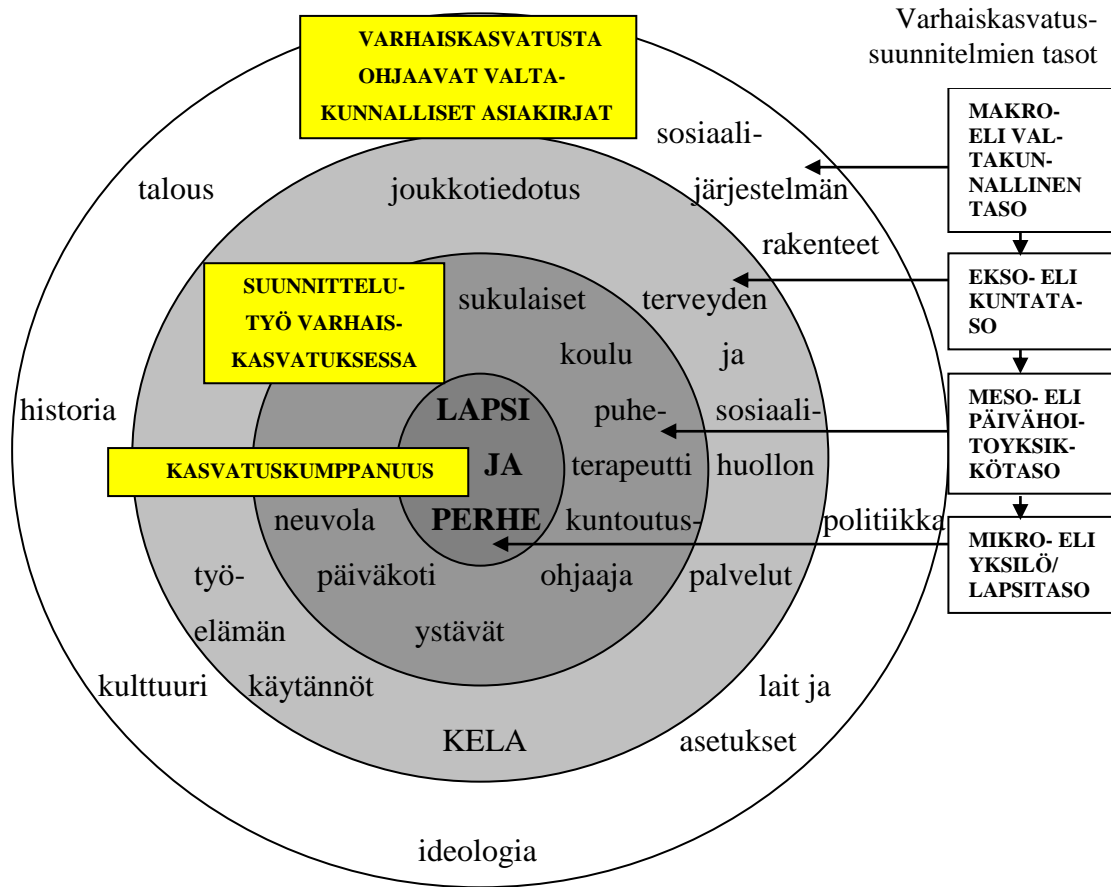 Varhaiskasvatus-
suunnitelmien tasot
VARHAISKASVATUSTA
OHJAAVAT VALTA-
KUNNALLISET ASIAKIRJAT
sosiaali-
järjestelmän
rakenteet
talous
joukkotiedotus
SUUNNITTELU-
TYÖ VARHAIS-
KASVATUKSESSA
sukulaiset
terveyden
ja
sosiaali-
huollon
palvelut
koulu
puhe-
terapeutti
kuntoutus-
ohjaaja
historia
LAPSI
JA
PERHE
KASVATUSKUMPPANUUS
neuvola
päiväkoti
ystävät
politiikka
työ-
elämän
käytännöt
kulttuuri
KELA
lait ja
asetukset
ideologia
MAKRO-
ELI VAL-
TAKUN-
NALLINEN
TASO
EKSO- ELI
KUNTATA-
SO
MESO- ELI
PÄIVÄHOI-
TOYKSIK-
KÖTASO
MIKRO- ELI
YKSILÖ/
LAPSITASO